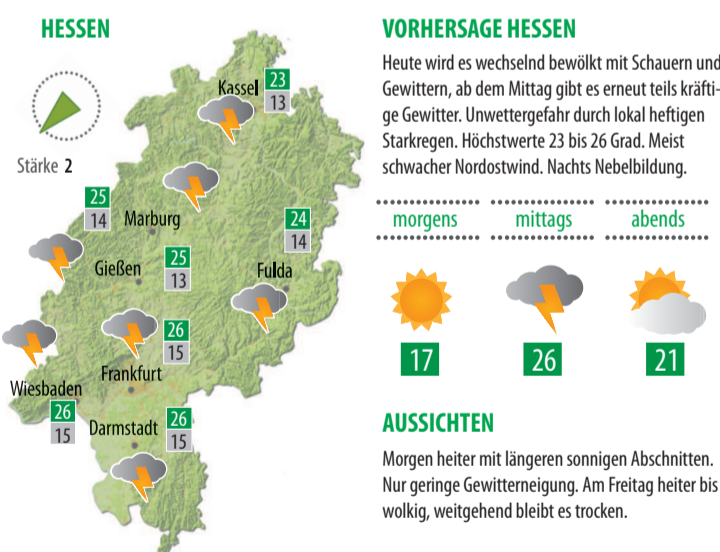 HESSEN
Stärke 2
Kassel
23
13
25
14
Marburg
24
14
Gießen
25
13
Fulda
26
15
Frankfurt
Wiesbaden
26
15
Darmstadt
26
15
VORHERSAGE HESSEN
Heute wird es wechselnd bewölkt mit Schauern und
Gewittern, ab dem Mittag gibt es erneut teils kräfti-
ge Gewitter. Unwettergefahr durch lokal heftigen
Starkregen. Höchstwerte 23 bis 26 Grad. Meist
schwacher Nordostwind. Nachts Nebelbildung.
morgens mittags abends
17 26 21
AUSSICHTEN
Morgen heiter mit längeren sonnigen Abschnitten.
Nur geringe Gewitterneigung. Am Freitag heiter bis
wolkig, weitgehend bleibt es trocken.